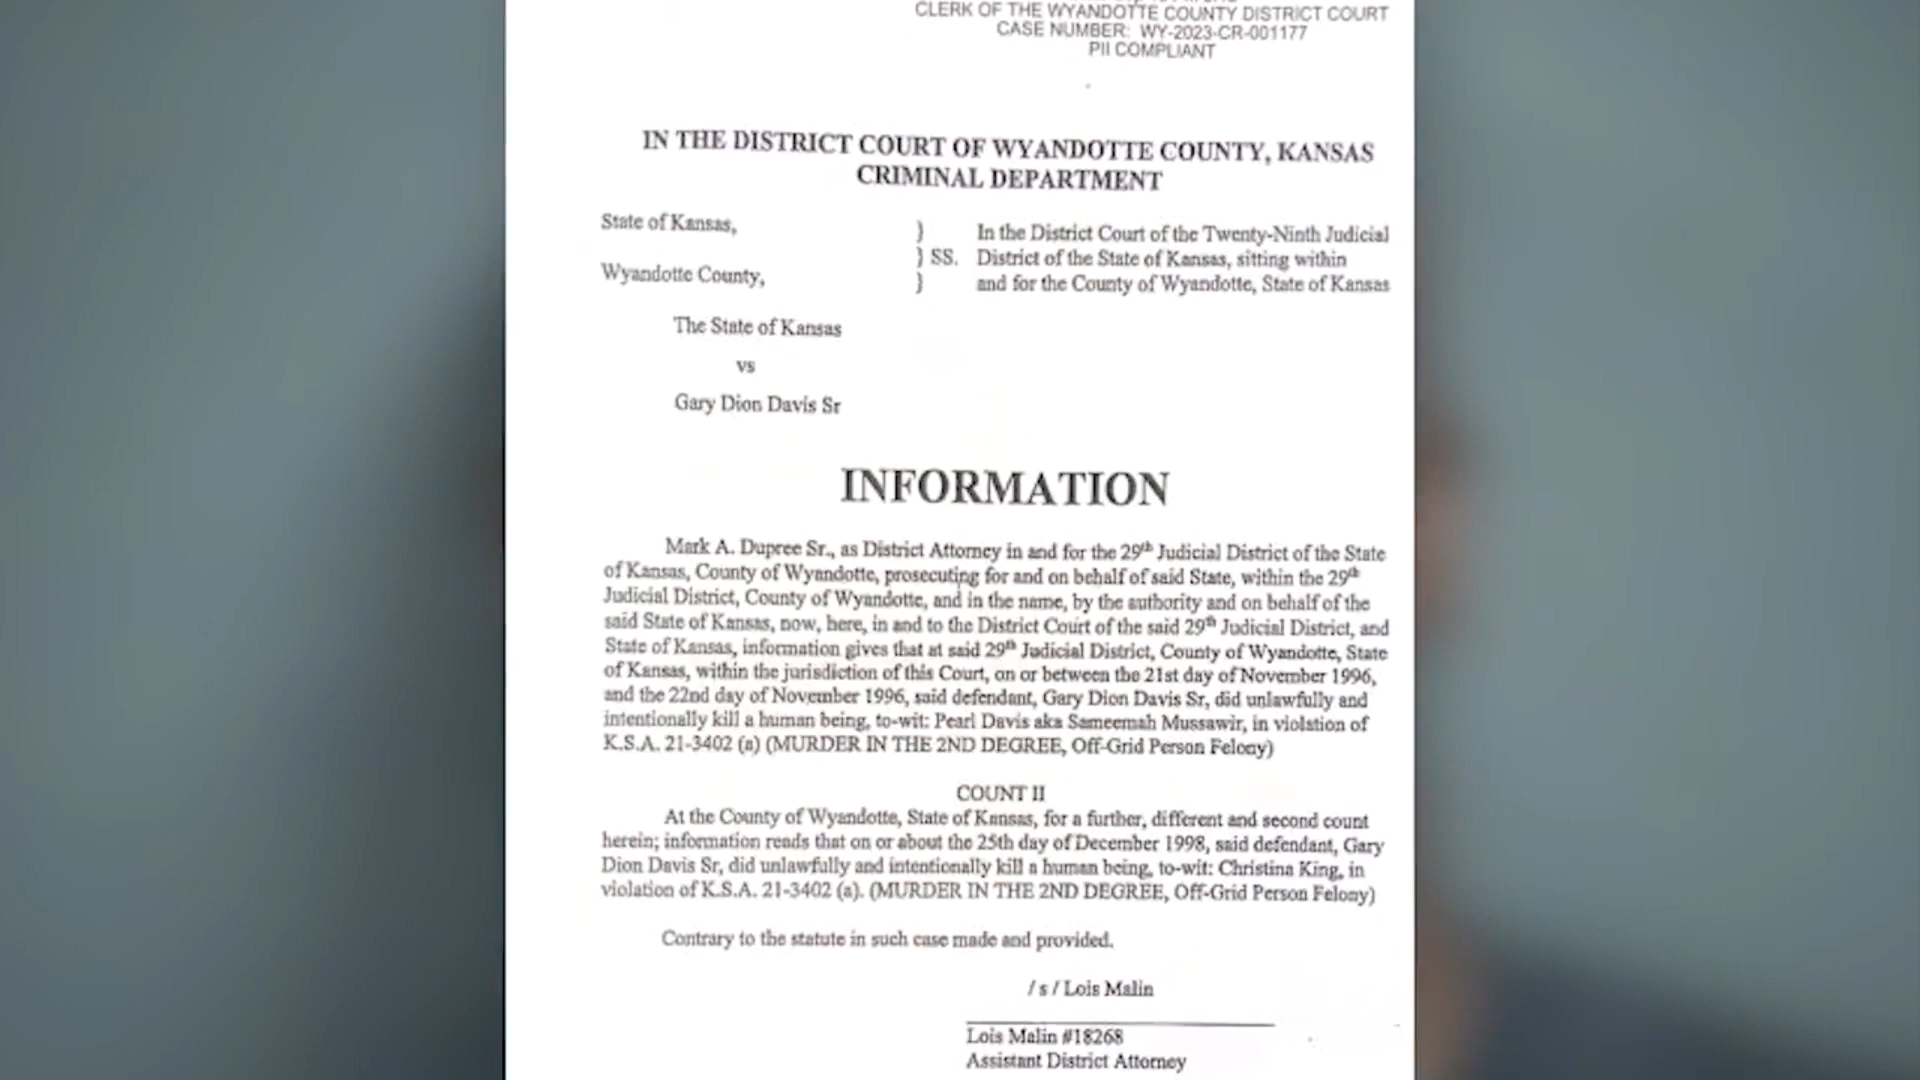 CLERK OF THE WYANDOTTE COUNTY DISTRICT COURT
CASE NUMBER: WY-2023-CR-001177
PII COMPLIANT
IN THE DISTRICT COURT OF WYANDOTTE COUNTY, KANSAS
CRIMINAL DEPARTMENT
State of Kansas,
Wyandotte County,
} SS.
}
}
In the District Court of the Twenty-Ninth Judicial
District of the State of Kansas, sitting within
and for the County of Wyandotte, State of Kansas
The State of Kansas
vs
Gary Dion Davis Sr
INFORMATION
Mark A. Dupree Sr., as District Attorney in and for the 29th Judicial District of the State
of Kansas, County of Wyandotte, prosecuting for and on behalf of said State, within the 29th
Judicial District, County of Wyandotte, and in the name, by the authority and on behalf of the
said State of Kansas, now, here, in and to the District Court of the said 29th Judicial District, and
State of Kansas, information gives that at said 29th Judicial District, County of Wyandotte, State
of Kansas, within the jurisdiction of this Court, on or between the 21st day of November 1996,
and the 22nd day of November 1996, said defendant, Gary Dion Davis Sr, did unlawfully and
intentionally kill a human being, to-wit: Pearl Davis aka Sameemah Mussawir, in violation of
K.S.A. 21-3402 (a) (MURDER IN THE 2ND DEGREE, Off-Grid Person Felony)
COUNT II
At the County of Wyandotte, State of Kansas, for a further, different and second count
herein; information reads that on or about the 25th day of December 1998, said defendant, Gary
Dion Davis Sr, did unlawfully and intentionally kill a human being, to-wit: Christina King, in
violation of K.S.A. 21-3402 (a). (MURDER IN THE 2ND DEGREE, Off-Grid Person Felony)
Contrary to the statute in such case made and provided.
/ s / Lois Malin
Lois Malin #18268
Assistant District Attorney